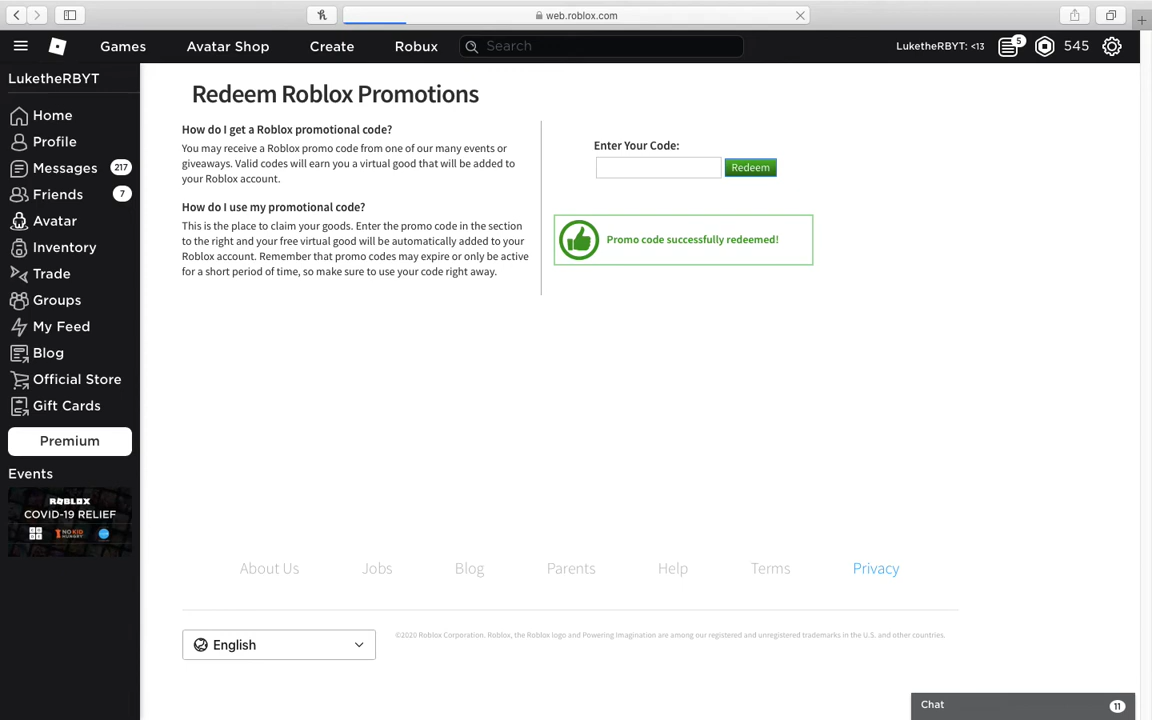 web.roblox.com
Games
Avatar Shop
Create
Robux
Search
LuketheRBYT: <13
5
545
LuketheRBYT
Home
Profile
Messages 217
Friends 7
Avatar
Inventory
Trade
Groups
My Feed
Blog
Official Store
Gift Cards
Premium
Events
ROBLOX
COVID-19 RELIEF
NO KID
HUNGRY
Redeem Roblox Promotions
How do I get a Roblox promotional code?
You may receive a Roblox promo code from one of our many events or
giveaways. Valid codes will earn you a virtual good that will be added to
your Roblox account.
How do I use my promotional code?
This is the place to claim your goods. Enter the promo code in the section
to the right and your free virtual good will be automatically added to your
Roblox account. Remember that promo codes may expire or only be active
for a short period of time, so make sure to use your code right away.
Enter Your Code:
Redeem
Promo code successfully redeemed!
About Us
Jobs
Blog
Parents
Help
Terms
Privacy
English
©2020 Roblox Corporation. Roblox, the Roblox logo and Powering Imagination are among our registered and unregistered trademarks in the U.S. and other countries.
Chat
11